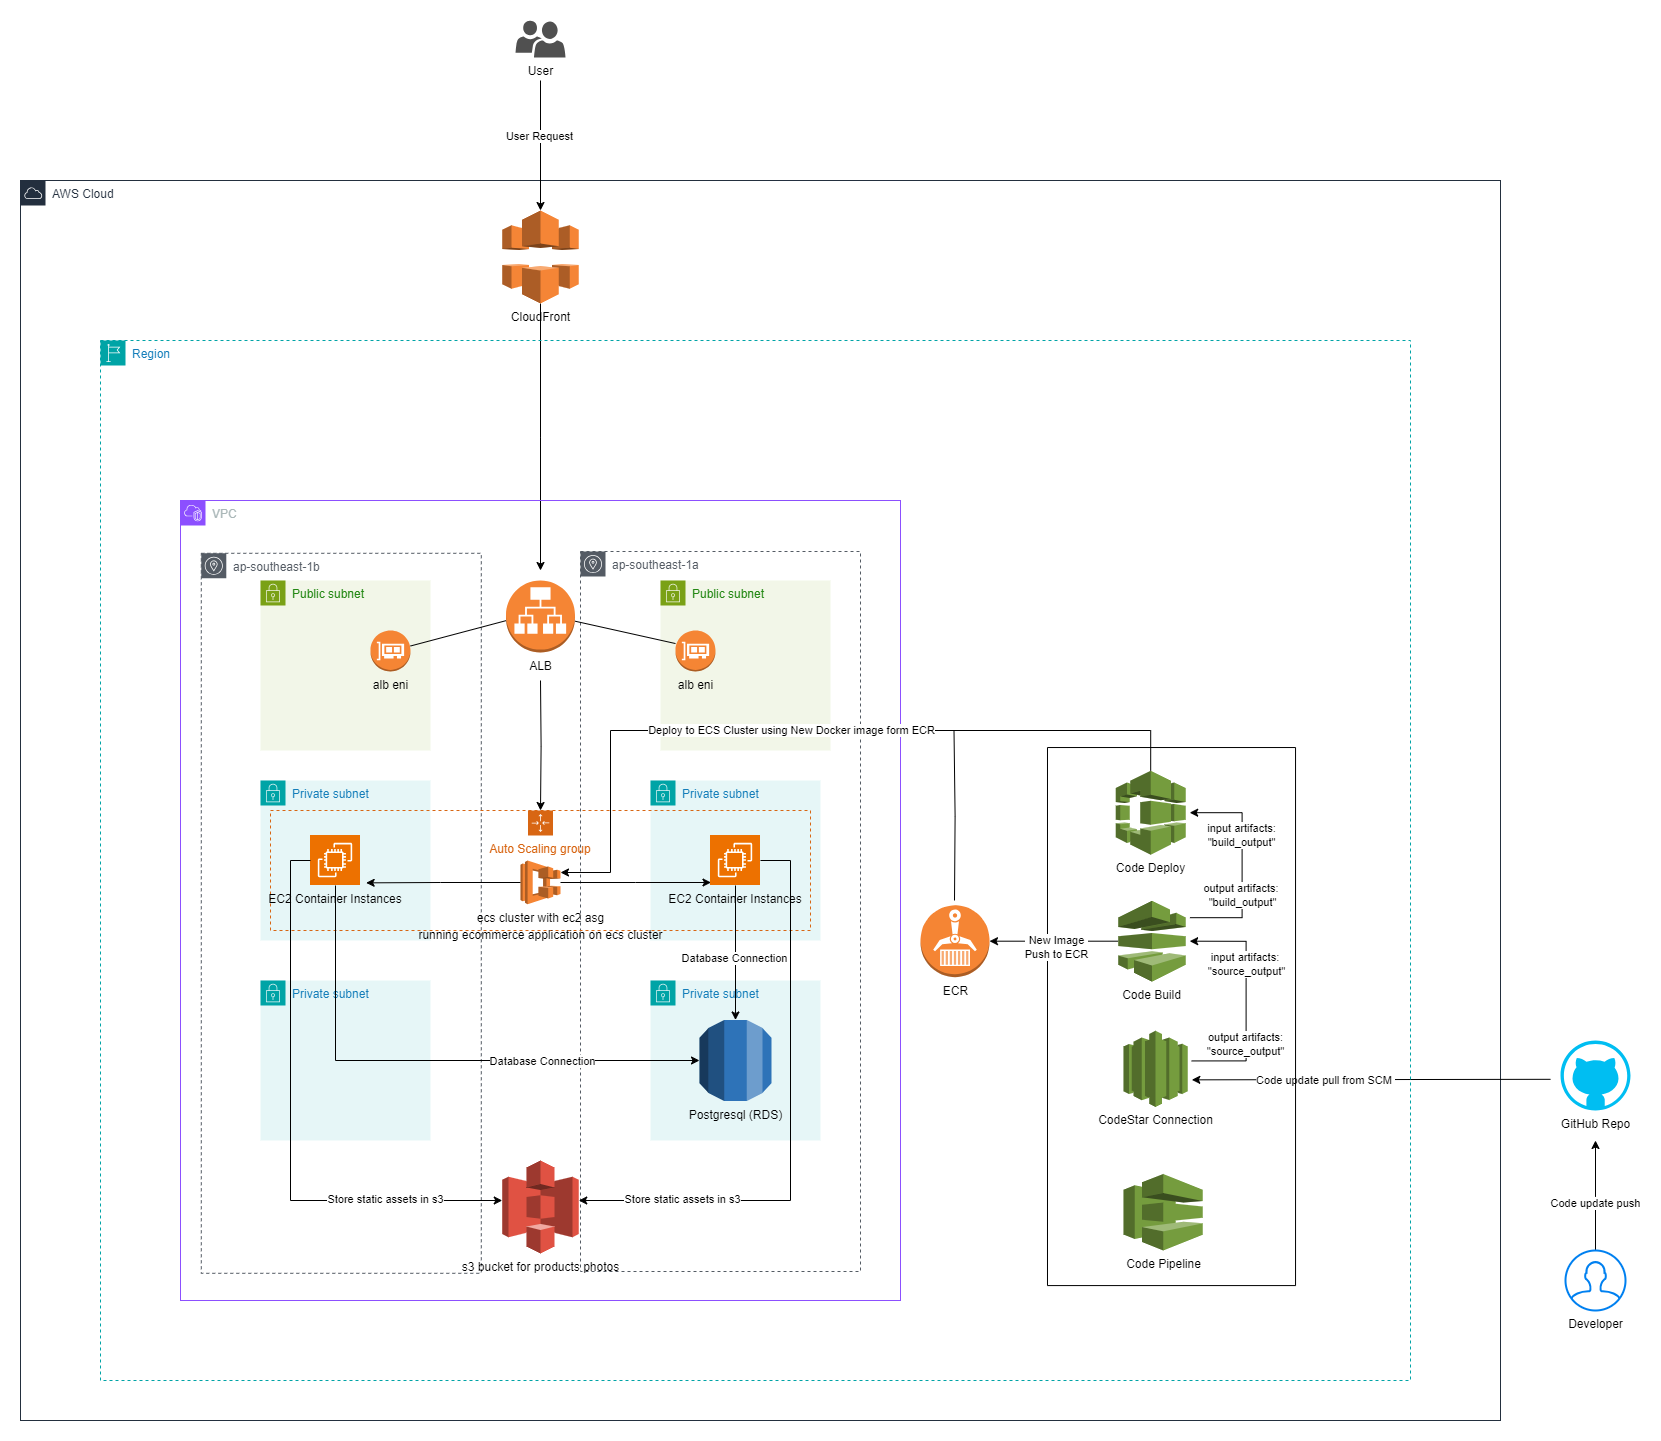 User
User Request
AWS Cloud
CloudFront
Region
VPC
ap-southeast-1b
ap-southeast-1a
Public subnet
Public subnet
ALB
alb eni
alb eni
Deploy to ECS Cluster using New Docker image form ECR
Private subnet
Private subnet
Auto Scaling group
EC2 Container Instances
EC2 Container Instances
ecs cluster with ec2 asg
running ecommerce application on ecs cluster
Database Connection
Private subnet
Private subnet
Database Connection
Postgresql (RDS)
Store static assets in s3
Store static assets in s3
s3 bucket for products photos
input artifacts:
"build_output"
Code Deploy
output artifacts:
"build_output"
New Image
Push to ECR
ECR
input artifacts:
"source_output"
Code Build
output artifacts:
"source_output"
Code update pull from SCM
CodeStar Connection
Code Pipeline
GitHub Repo
Code update push
Developer